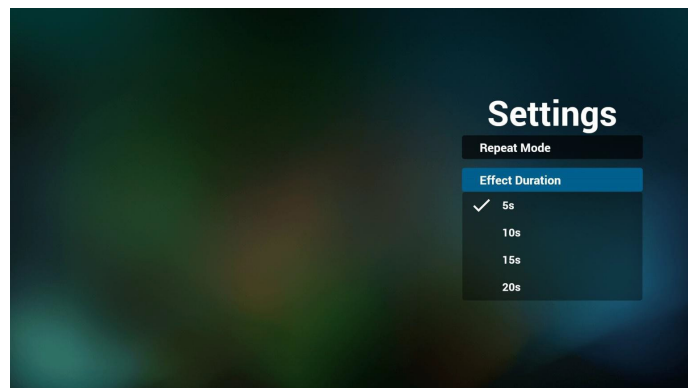 Settings
Repeat Mode
Effect Duration
5s
10s
15s
20s